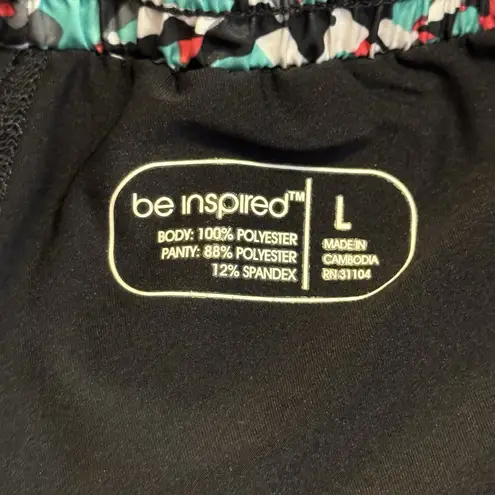 be inspired™
BODY: 100% POLYESTER
PANTY: 88% POLYESTER
12% SPANDEX
L
MADE IN
CAMBODIA
RN 31104